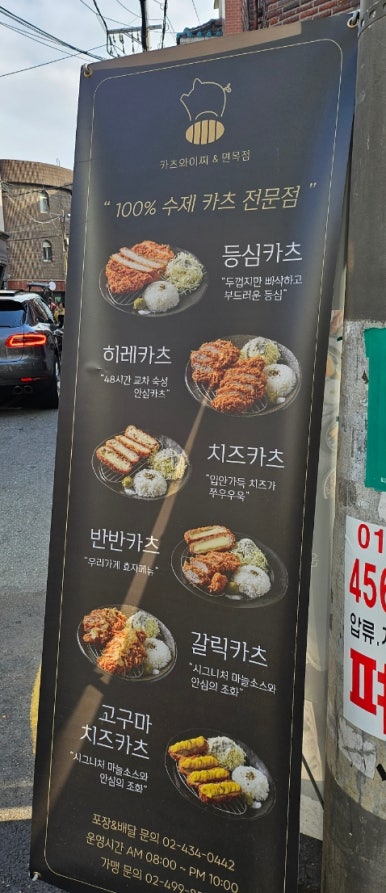 카츠와이찌 & 면목점
“ 100% 수제 카츠 전문점 ”
등심카츠
"두껍지만 빠삭하고
부드러운 등심"
히레카츠
"48시간 교차 숙성
안심카츠"
치즈카츠
"입안가득 치즈가
쭈우우욱"
반반카츠
"우리가게 효자메뉴"
갈릭카츠
"시그니처 마늘소스와
안심의 조화"
고구마
치즈카츠
"시그니처 마늘소스와
안심의 조화"
포장&배달 문의 02-434-0442
운영시간 AM 08:00 ~ PM 10:00
가맹 문의 02-499-
01
456
압류,